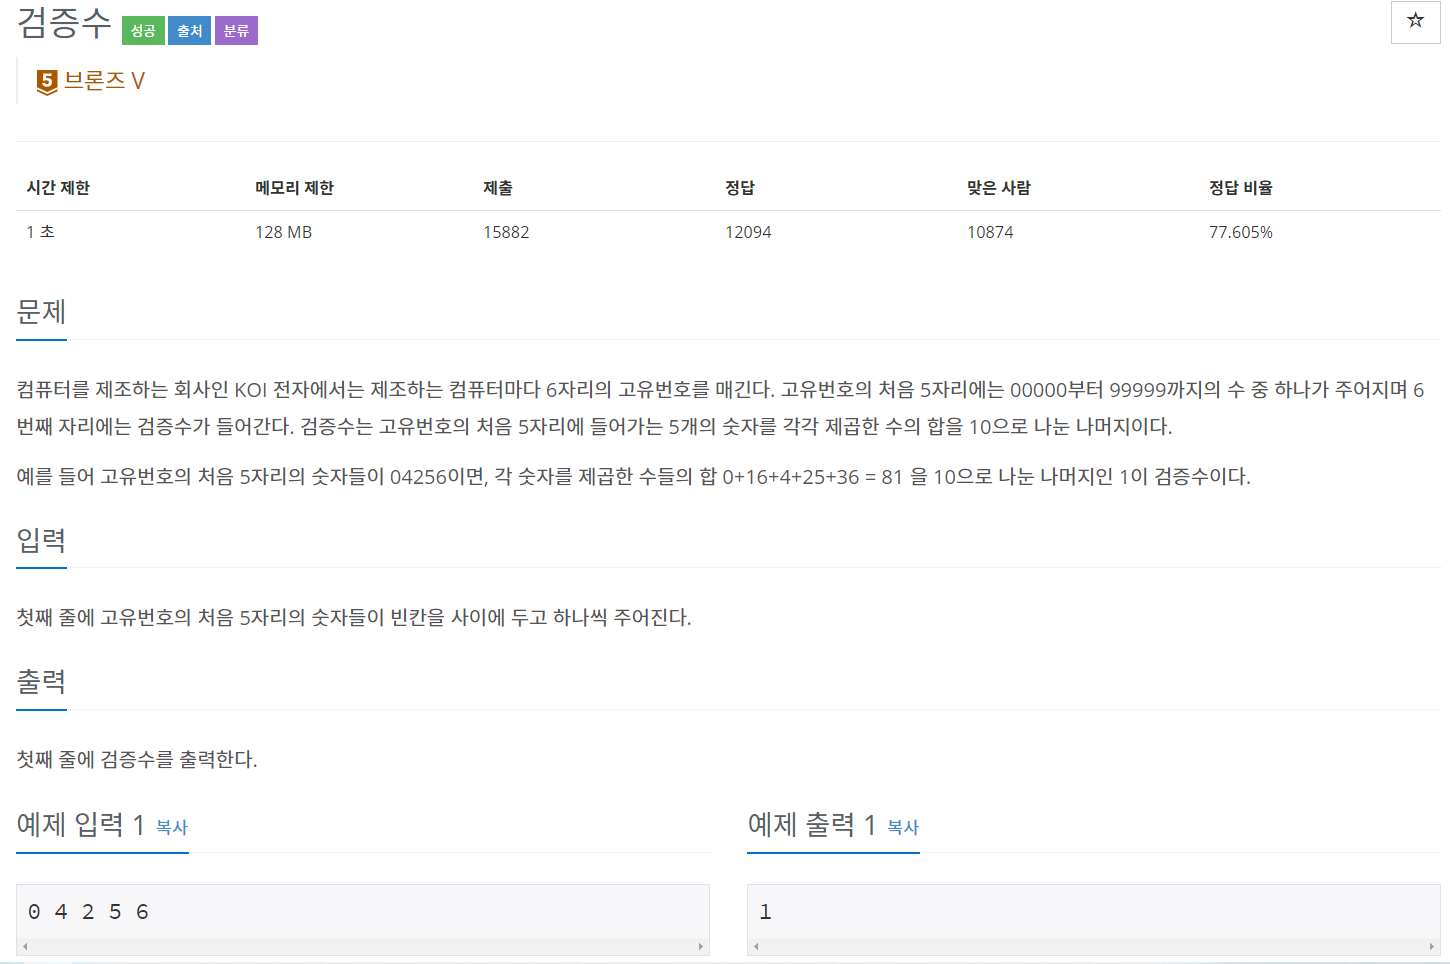 검증수 성공 출처 분류
☆
5 브론즈 V
시간 제한 메모리 제한 제출 정답 맞은 사람 정답 비율
1 초 128 MB 15882 12094 10874 77.605%
문제
컴퓨터를 제조하는 회사인 KOI 전자에서는 제조하는 컴퓨터마다 6자리의 고유번호를 매긴다. 고유번호의 처음 5자리에는 00000부터 99999까지의 수 중 하나가 주어지며 6
번째 자리에는 검증수가 들어간다. 검증수는 고유번호의 처음 5자리에 들어가는 5개의 숫자를 각각 제곱한 수의 합을 10으로 나눈 나머지이다.
예를 들어 고유번호의 처음 5자리의 숫자들이 04256이면, 각 숫자를 제곱한 수들의 합 0+16+4+25+36 = 81 을 10으로 나눈 나머지인 1이 검증수이다.
입력
첫째 줄에 고유번호의 처음 5자리의 숫자들이 빈칸을 사이에 두고 하나씩 주어진다.
출력
첫째 줄에 검증수를 출력한다.
예제 입력 1 복사
0 4 2 5 6
예제 출력 1 복사
1